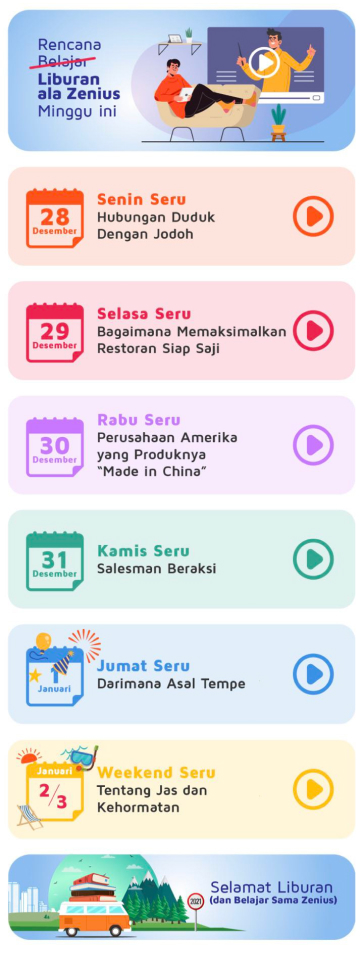 Rencana
Belajar
Liburan
ala Zenius
Minggu ini
28
Desember
Senin Seru
Hubungan Duduk
Dengan Jodoh
29
Desember
Selasa Seru
Bagaimana Memaksimalkan
Restoran Siap Saji
30
Desember
Rabu Seru
Perusahaan Amerika
yang Produknya
"Made in China"
31
Desember
Kamis Seru
Salesman Beraksi
1
Januari
Jumat Seru
Darimana Asal Tempe
Januari
2/3
Weekend Seru
Tentang Jas dan
Kehormatan
2021
Selamat Liburan
(dan Belajar Sama Zenius)